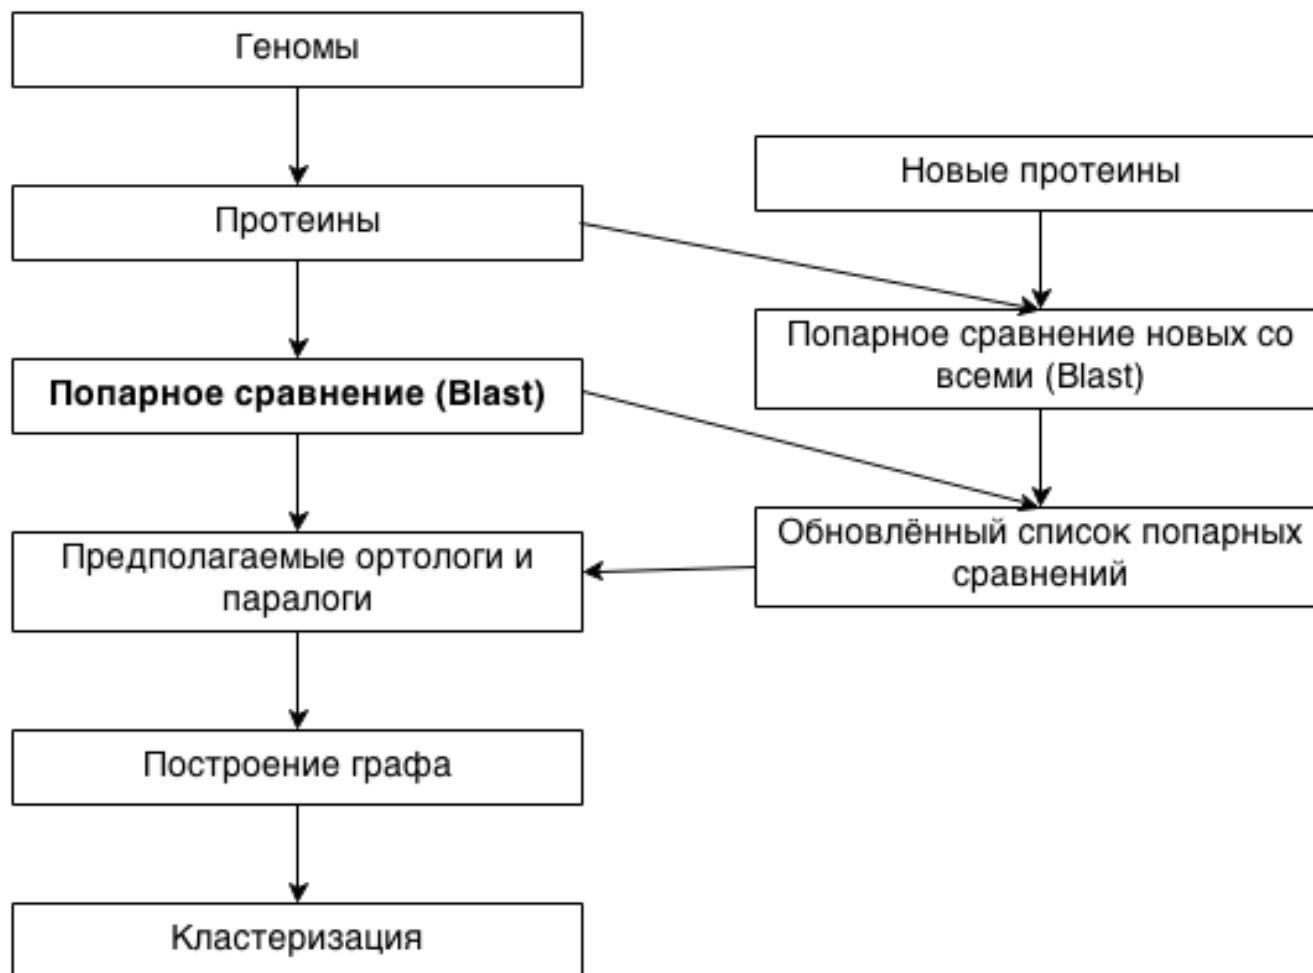 Геномы
Протеины
Попарное сравнение (Blast)
Предполагаемые ортологи и
паралоги
Построение графа
Кластеризация
Новые протеины
Попарное сравнение новых со
всеми (Blast)
Обновлённый список попарных
сравнений